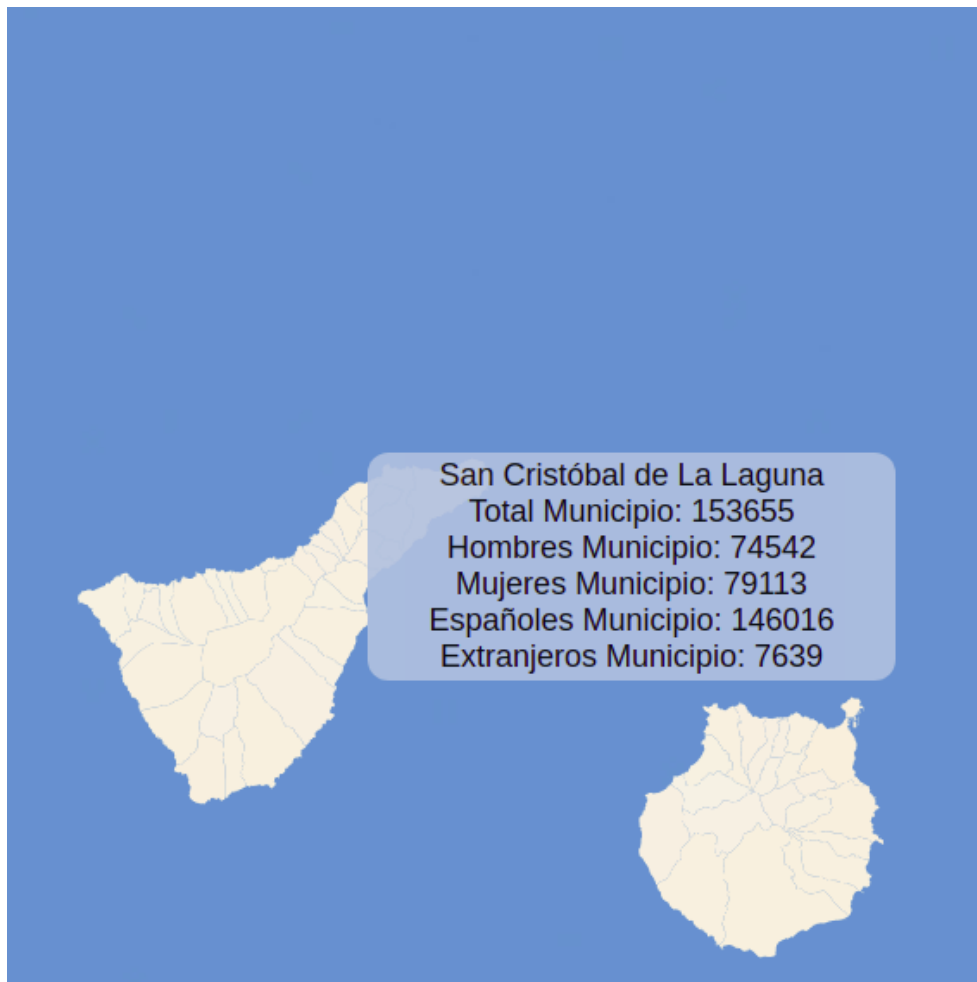 San Cristóbal de La Laguna
Total Municipio: 153655
Hombres Municipio: 74542
Mujeres Municipio: 79113
Españoles Municipio: 146016
Extranjeros Municipio: 7639